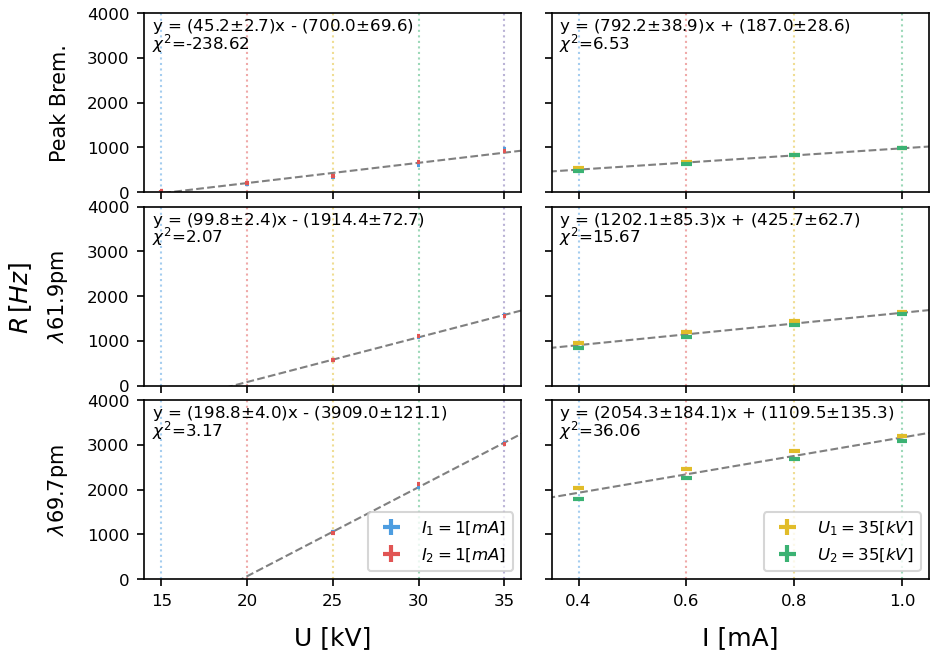 R [Hz]
Peak Brem.
4000
3000
2000
1000
0
y = (45.2±2.7)x - (700.0±69.6)
χ²=-238.62
y = (792.2±38.9)x + (187.0±28.6)
χ²=6.53
λ61.9pm
4000
3000
2000
1000
0
y = (99.8±2.4)x - (1914.4±72.7)
χ²=2.07
y = (1202.1±85.3)x + (425.7±62.7)
χ²=15.67
λ69.7pm
4000
3000
2000
1000
0
y = (198.8±4.0)x - (3909.0±121.1)
χ²=3.17
I₁ = 1[mA]
I₂ = 1[mA]
y = (2054.3±184.1)x + (1109.5±135.3)
χ²=36.06
U₁ = 35[kV]
U₂ = 35[kV]
15 20 25 30 35
0.4 0.6 0.8 1.0
U [kV]
I [mA]